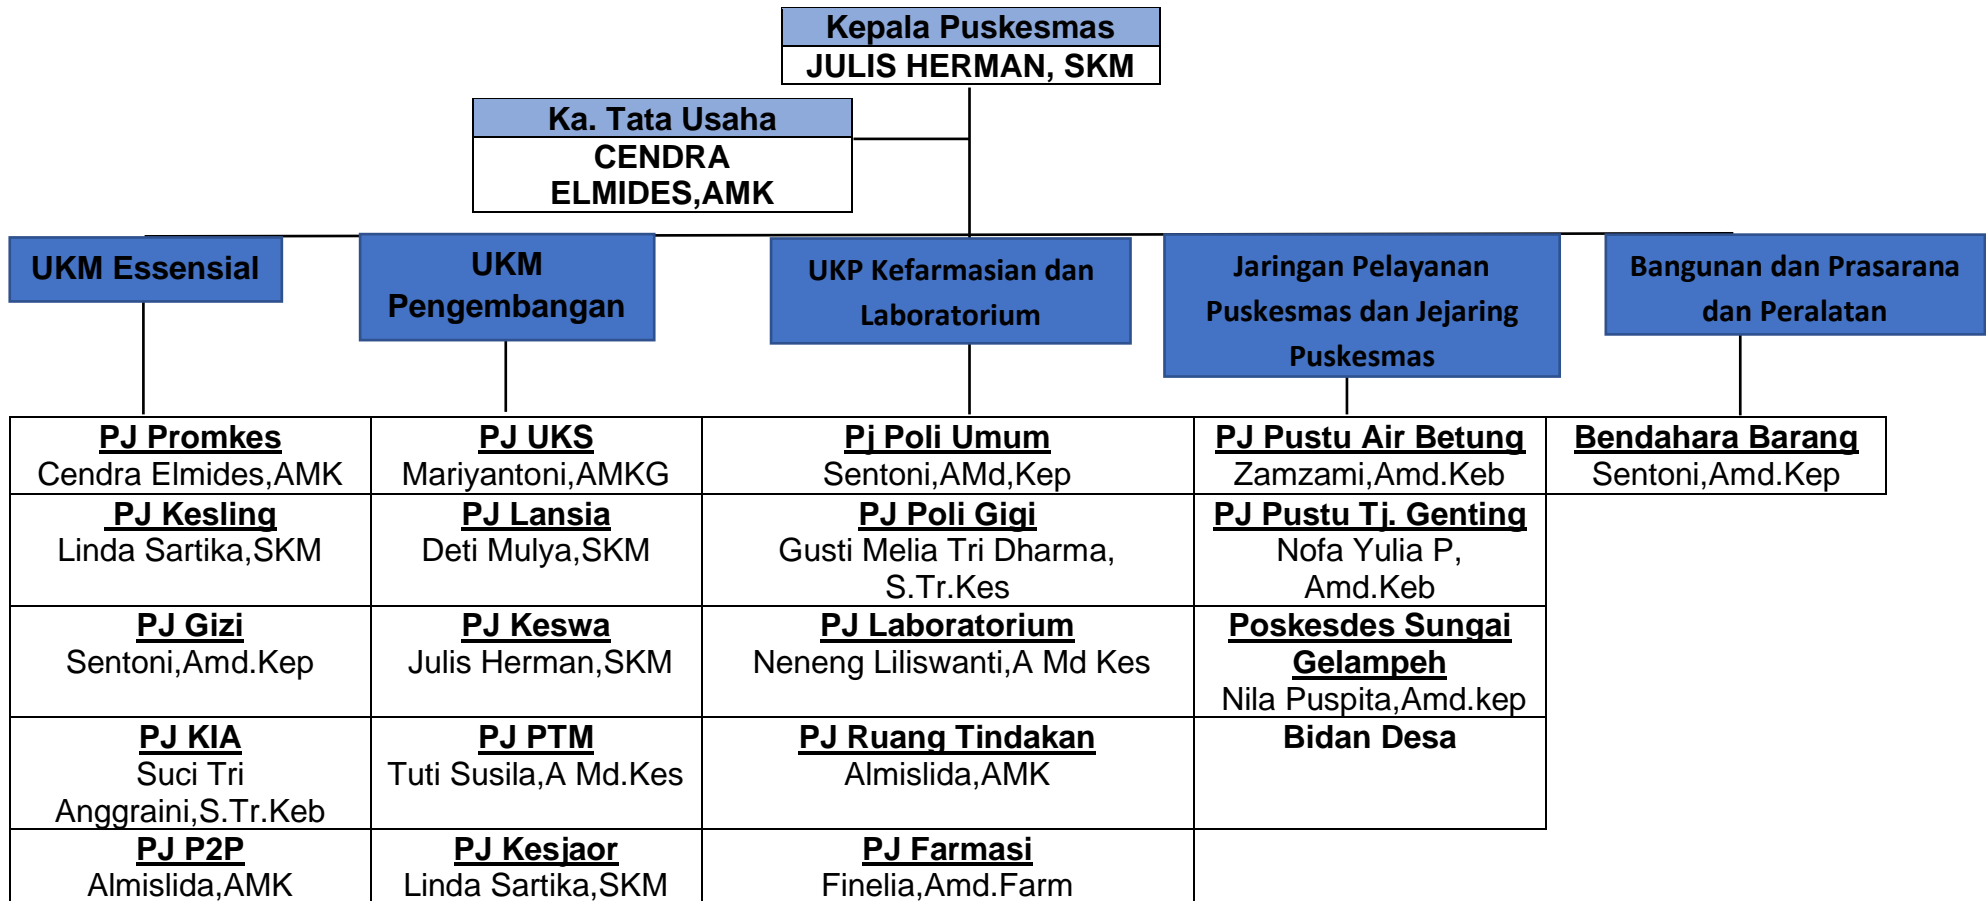 Kepala Puskesmas
JULIS HERMAN, SKM
Ka. Tata Usaha
CENDRA
ELMIDES,AMK
UKM Essensial
UKM
Pengembangan
UKP Kefarmasian dan
Laboratorium
Jaringan Pelayanan
Puskesmas dan Jejaring
Puskesmas
Bangunan dan Prasarana
dan Peralatan
PJ Promkes
Cendra Elmides,AMK
PJ UKS
Mariyantoni,AMKG
Pj Poli Umum
Sentoni,AMd,Kep
PJ Pustu Air Betung
Zamzami,Amd.Keb
Bendahara Barang
Sentoni,Amd.Kep
PJ Kesling
Linda Sartika,SKM
PJ Lansia
Deti Mulya,SKM
PJ Poli Gigi
Gusti Melia Tri Dharma,
S.Tr.Kes
PJ Pustu Tj. Genting
Nofa Yulia P,
Amd.Keb
PJ Gizi
Sentoni,Amd.Kep
PJ Keswa
Julis Herman,SKM
PJ Laboratorium
Neneng Liliswanti,A Md Kes
Poskesdes Sungai
Gelampeh
Nila Puspita,Amd.kep
PJ KIA
Suci Tri
Anggraini,S.Tr.Keb
PJ PTM
Tuti Susila,A Md.Kes
PJ Ruang Tindakan
Almislida,AMK
Bidan Desa
PJ P2P
Almislida,AMK
PJ Kesjaor
Linda Sartika,SKM
PJ Farmasi
Finelia,Amd.Farm